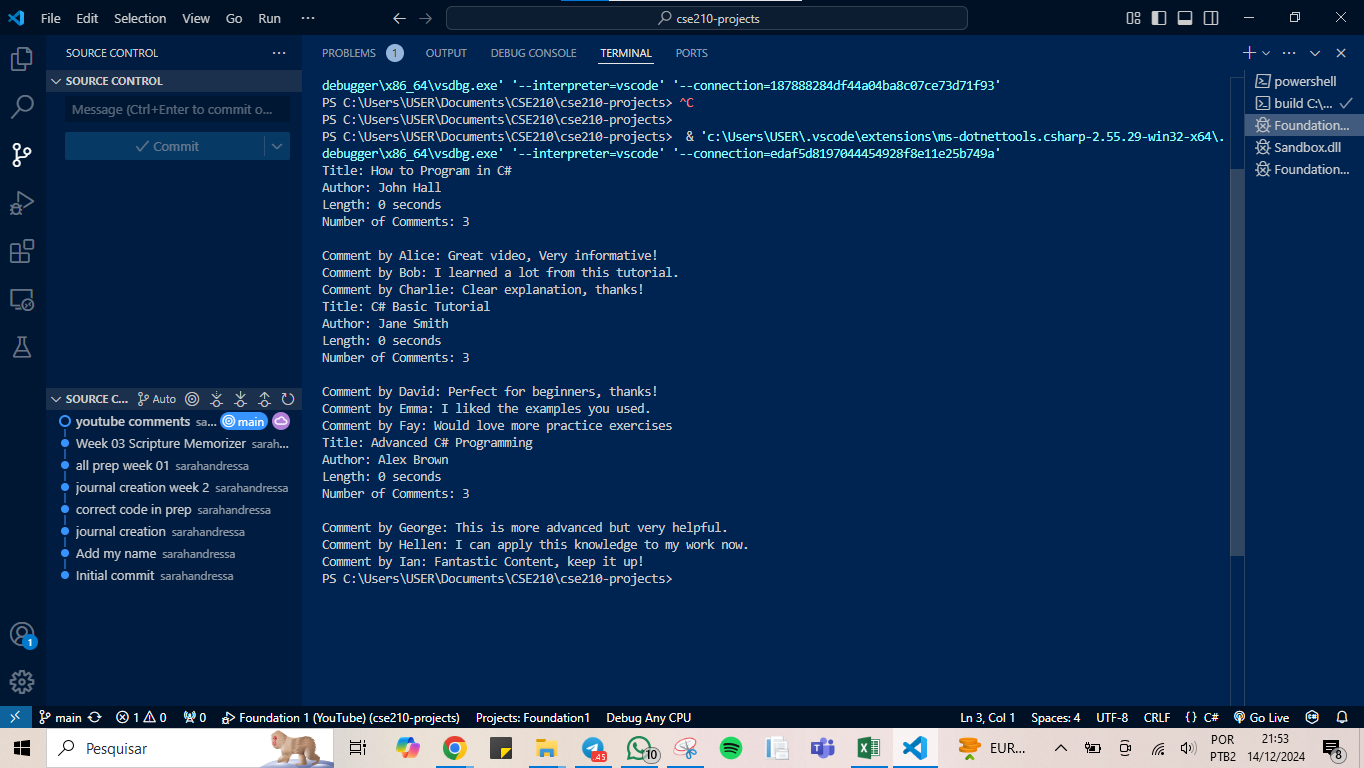 File Edit Selection View Go Run ··· cse210-projects
SOURCE CONTROL ···
SOURCE CONTROL
Message (Ctrl+Enter to commit o...
Commit
SOURCE C... Auto
youtube comments sa... main
Week 03 Scripture Memorizer sarah...
all prep week 01 sarahandressa
journal creation week 2 sarahandressa
correct code in prep sarahandressa
journal creation sarahandressa
Add my name sarahandressa
Initial commit sarahandressa
1
PROBLEMS 1 OUTPUT DEBUG CONSOLE TERMINAL PORTS
debugger\x86_64\vsdbg.exe' '--interpreter=vscode' '--connection=187888284df44a04ba8c07ce73d71f93'
PS C:\Users\USER\Documents\CSE210\cse210-projects> ^C
PS C:\Users\USER\Documents\CSE210\cse210-projects>
PS C:\Users\USER\Documents\CSE210\cse210-projects>  & 'c:\Users\USER\.vscode\extensions\ms-dotnettools.csharp-2.55.29-win32-x64\.
debugger\x86_64\vsdbg.exe' '--interpreter=vscode' '--connection=edaf5d8197044454928f8e11e25b749a'
Title: How to Program in C#
Author: John Hall
Length: 0 seconds
Number of Comments: 3
Comment by Alice: Great video, Very informative!
Comment by Bob: I learned a lot from this tutorial.
Comment by Charlie: Clear explanation, thanks!
Title: C# Basic Tutorial
Author: Jane Smith
Length: 0 seconds
Number of Comments: 3
Comment by David: Perfect for beginners, thanks!
Comment by Emma: I liked the examples you used.
Comment by Fay: Would love more practice exercises
Title: Advanced C# Programming
Author: Alex Brown
Length: 0 seconds
Number of Comments: 3
Comment by George: This is more advanced but very helpful.
Comment by Hellen: I can apply this knowledge to my work now.
Comment by Ian: Fantastic Content, keep it up!
PS C:\Users\USER\Documents\CSE210\cse210-projects>
powershell
build C:\...
Foundation...
Sandbox.dll
Foundation...
main 1 0 0 Foundation 1 (YouTube) (cse210-projects) Projects: Foundation1 Debug Any CPU Ln 3, Col 1 Spaces: 4 UTF-8 CRLF {} C# Go Live
Pesquisar .45 10 EUR... POR 21:53
PTB2 14/12/2024 8